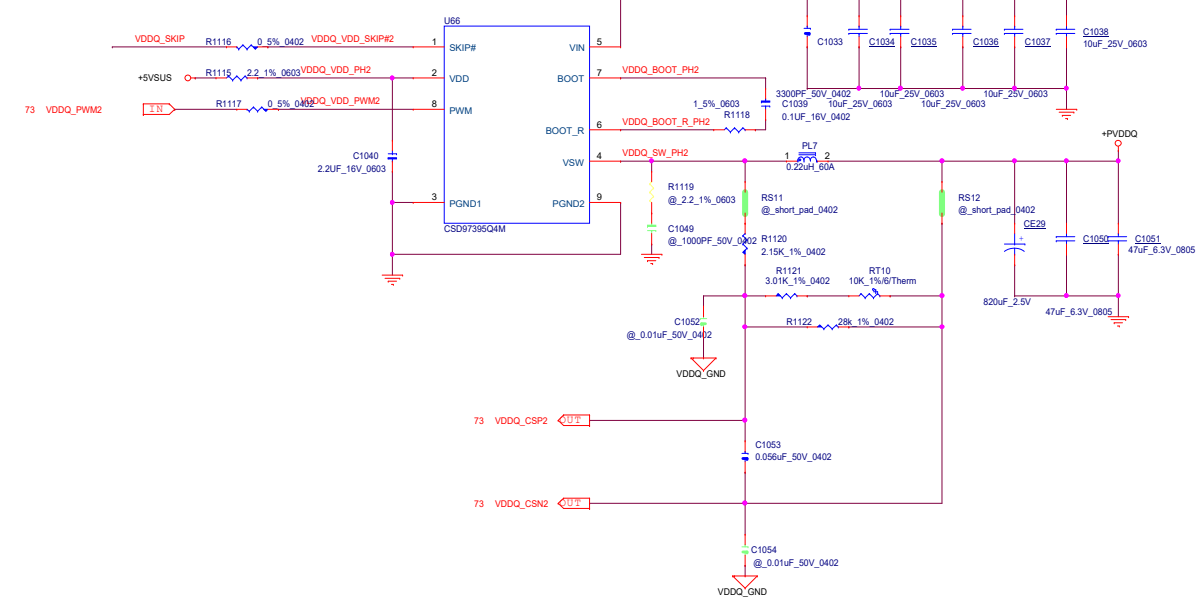 U66
VDDQ_SKIP
R1116
0_5%_0402
VDDQ_VDD_SKIP#2
1
SKIP#
VIN
5
+5VSUS
R1115
2.2_1%_0603
VDDQ_VDD_PH2
2
VDD
BOOT
7
VDDQ_BOOT_PH2
73
VDDQ_PWM2
IN
R1117
0_5%_0402
VDDQ_VDD_PWM2
8
PWM
BOOT_R
6
VDDQ_BOOT_R_PH2
1_5%_0603
R1118
C1039
0.1UF_16V_0402
VSW
4
VDDQ_SW_PH2
C1040
2.2UF_16V_0603
3
PGND1
PGND2
9
CSD97395Q4M
C1033
3300PF_50V_0402
C1034
10uF_25V_0603
C1035
10uF_25V_0603
C1036
10uF_25V_0603
C1037
10uF_25V_0603
C1038
10uF_25V_0603
+PVDDQ
PL7
1
2
0.22uH_60A
R1119
@_2.2_1%_0603
RS11
@_short_pad_0402
RS12
@_short_pad_0402
C1049
@_1000PF_50V_0402
R1120
2.15K_1%_0402
CE29
820uF_2.5V
C1050
47uF_6.3V_0805
C1051
47uF_6.3V_0805
R1121
3.01K_1%_0402
RT10
10K_1%/6/Therm
C1052
@_0.01uF_50V_0402
R1122
28k_1%_0402
VDDQ_GND
73
VDDQ_CSP2
OUT
C1053
0.056uF_50V_0402
73
VDDQ_CSN2
OUT
C1054
@_0.01uF_50V_0402
VDDQ_GND